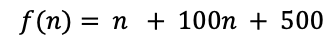 f(n) = n + 100n + 500